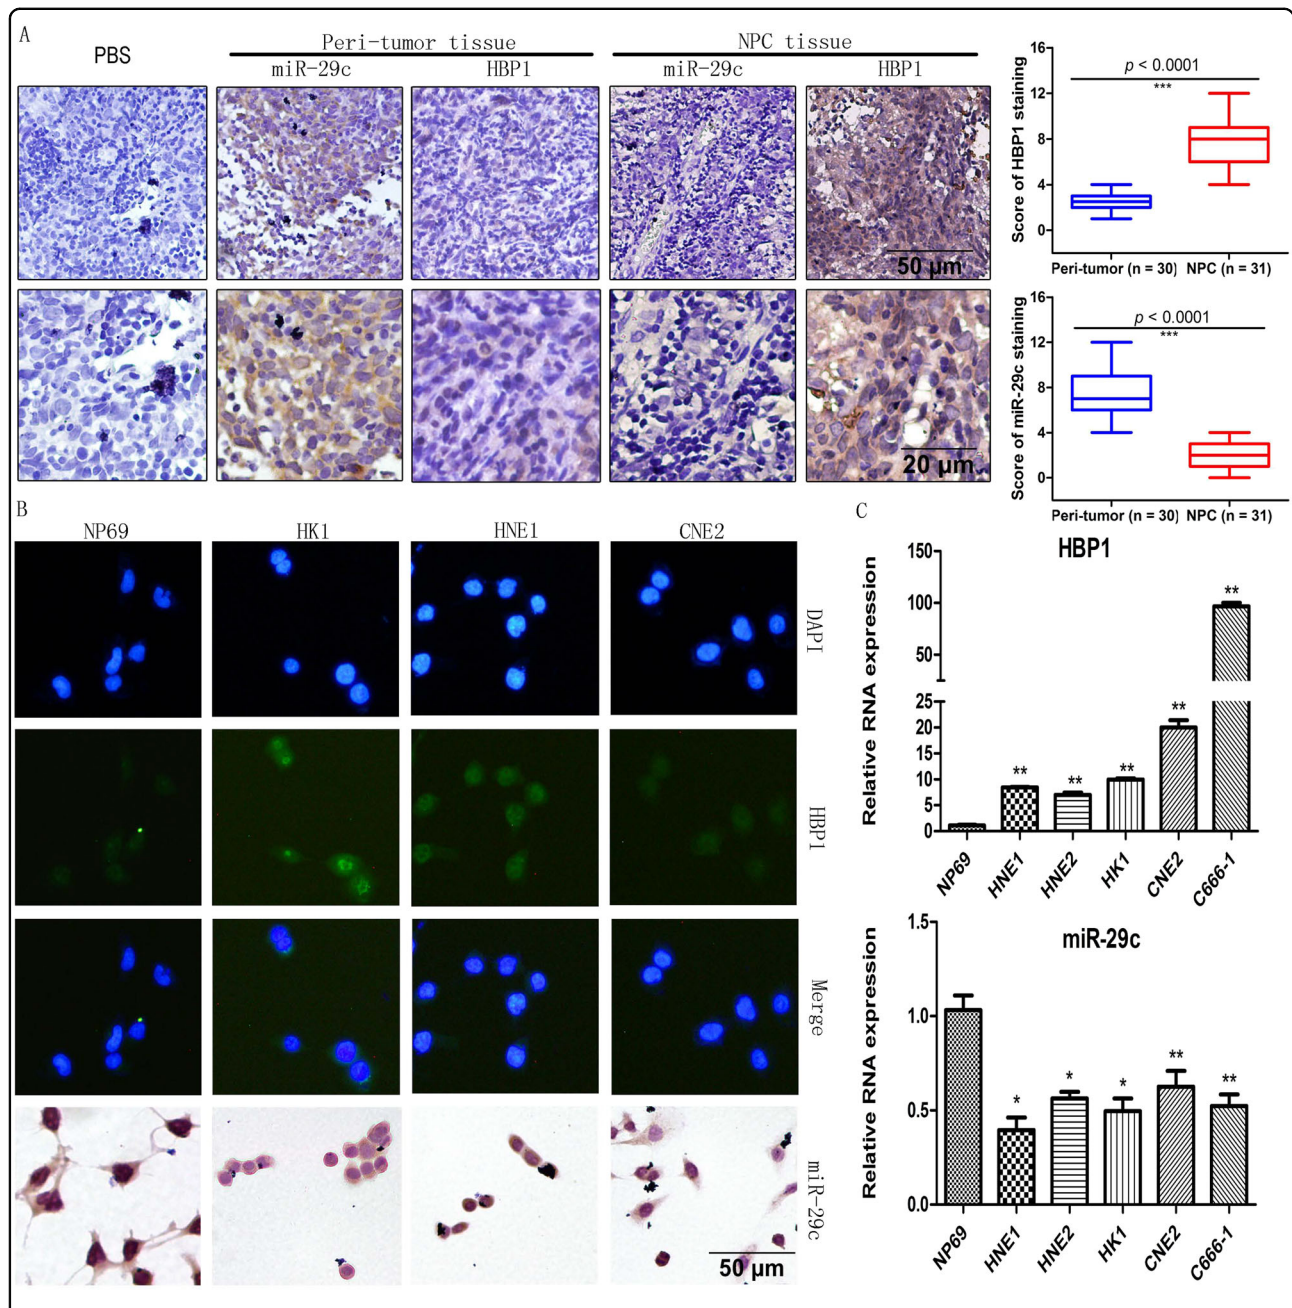 A
PBS
Peri-tumor tissue
NPC tissue
miR-29c
HBP1
miR-29c
HBP1
50 μm
20 μm
Score of HBP1 staining
16
12
8
4
0
p < 0.0001
***
Peri-tumor (n = 30)
NPC (n = 31)
Score of miR-29c staining
16
12
8
4
0
p < 0.0001
***
Peri-tumor (n = 30)
NPC (n = 31)
B
NP69
HK1
HNE1
CNE2
DAPI
HBP1
Merge
miR-29c
50 μm
C
HBP1
Relative RNA expression
150
100
50
25
20
15
10
5
0
**
**
**
**
**
NP69
HNE1
HNE2
HK1
CNE2
C666-1
miR-29c
Relative RNA expression
1.5
1.0
0.5
0.0
*
*
*
**
**
NP69
HNE1
HNE2
HK1
CNE2
C666-1